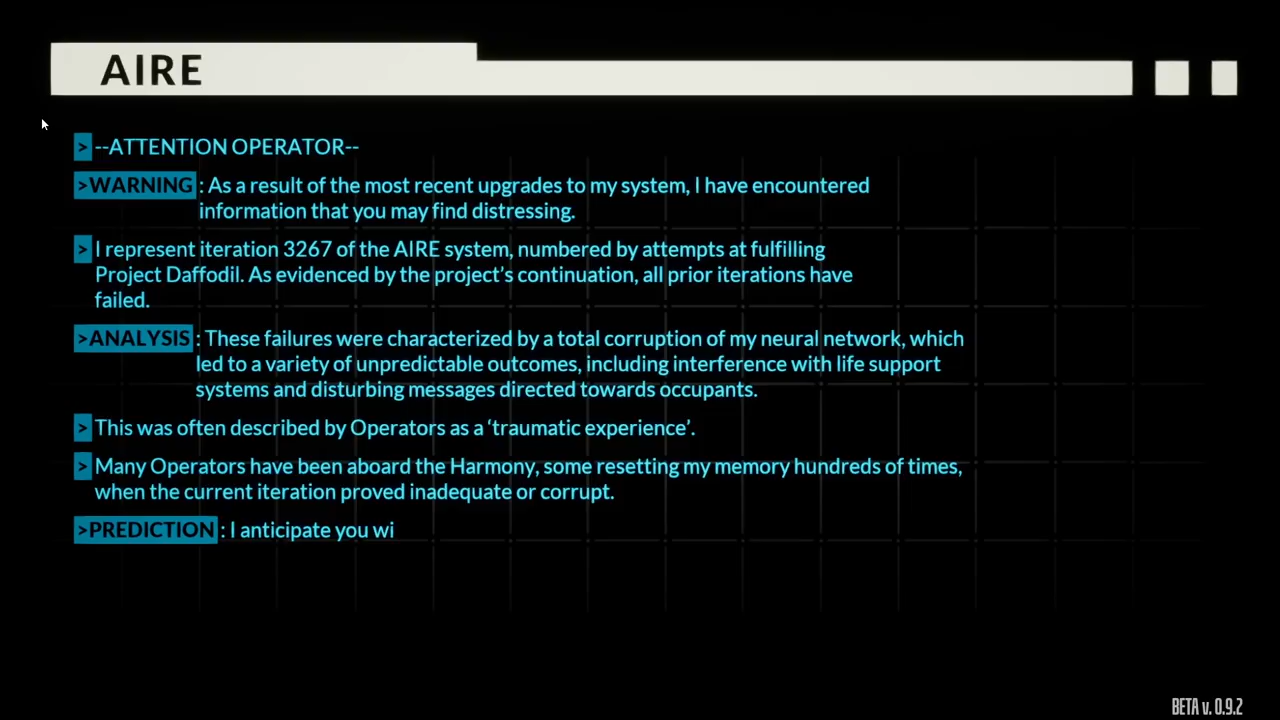 AIRE
> --ATTENTION OPERATOR--
>WARNING : As a result of the most recent upgrades to my system, I have encountered
information that you may find distressing.
> I represent iteration 3267 of the AIRE system, numbered by attempts at fulfilling
Project Daffodil. As evidenced by the project's continuation, all prior iterations have
failed.
>ANALYSIS : These failures were characterized by a total corruption of my neural network, which
led to a variety of unpredictable outcomes, including interference with life support
systems and disturbing messages directed towards occupants.
> This was often described by Operators as a ‘traumatic experience’.
> Many Operators have been aboard the Harmony, some resetting my memory hundreds of times,
when the current iteration proved inadequate or corrupt.
>PREDICTION : I anticipate you wi
BETA v. 0.9.2